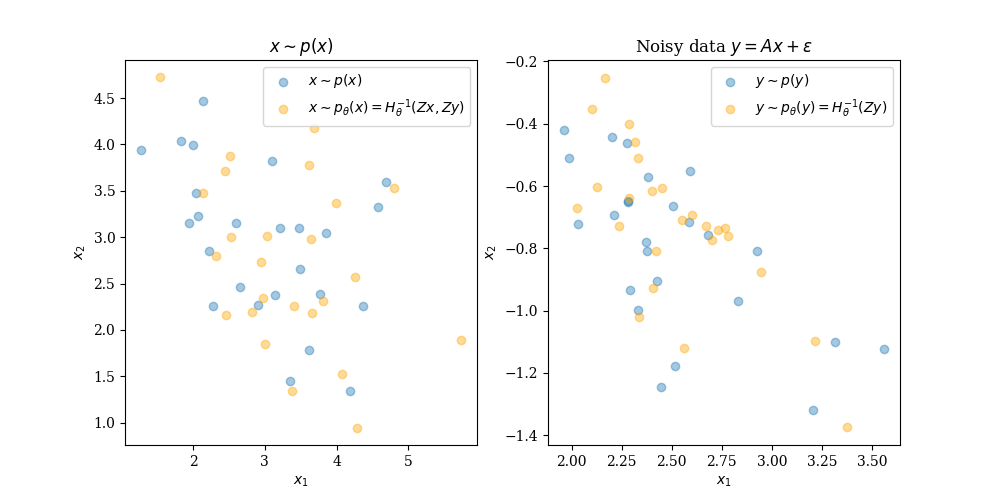 x ∼ p(x)
x ∼ p(x)
x ∼ p_θ(x) = H_θ^{-1}(Zx, Zy)
4.5
4.0
3.5
3.0
2.5
2.0
1.5
1.0
x₂
2
3
4
5
x₁
Noisy data y = Ax + ε
y ∼ p(y)
y ∼ p_θ(y) = H_θ^{-1}(Zy)
−0.2
−0.4
−0.6
−0.8
−1.0
−1.2
−1.4
x₂
2.00
2.25
2.50
2.75
3.00
3.25
3.50
x₁